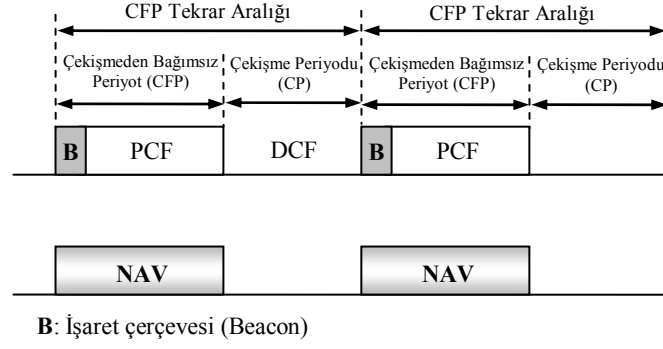 CFP Tekrar Aralığı CFP Tekrar Aralığı
Çekişmeden Bağımsız Periyot (CFP)
Çekişme Periyodu (CP)
Çekişmeden Bağımsız Periyot (CFP)
Çekişme Periyodu (CP)
B PCF DCF B PCF
NAV NAV
B: İşaret çerçevesi (Beacon)